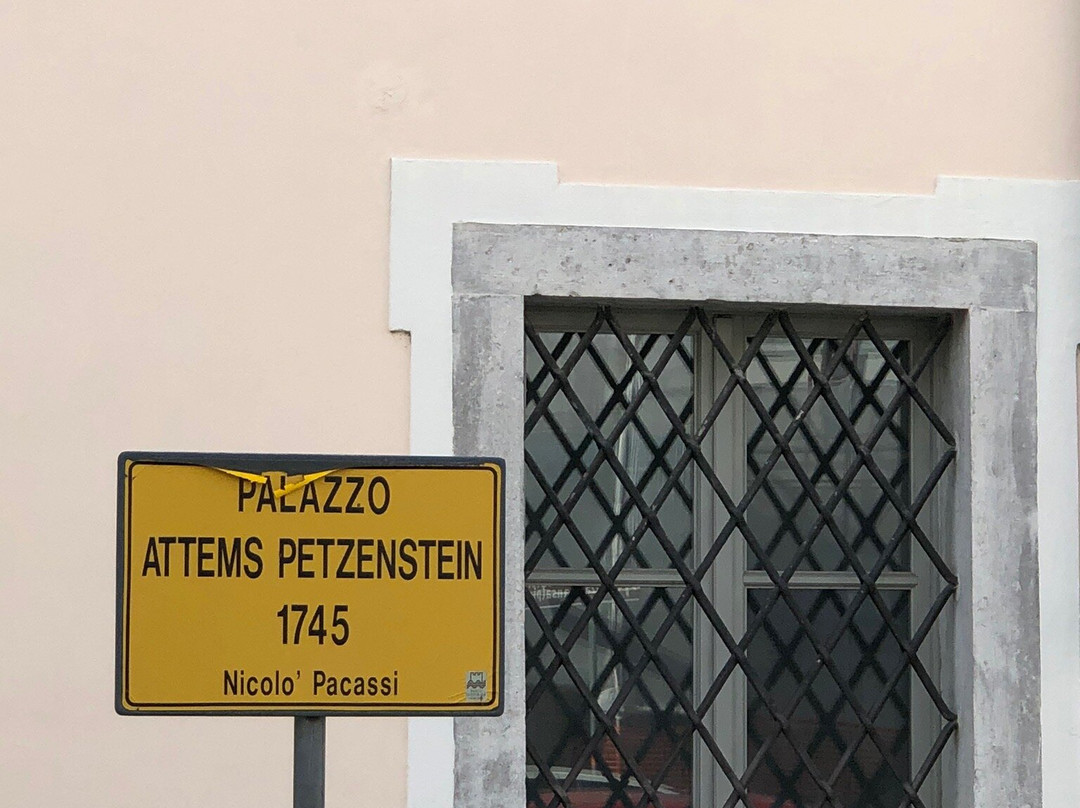 PALAZZO
ATTEMS PETZENSTEIN
1745
Nicolo' Pacassi